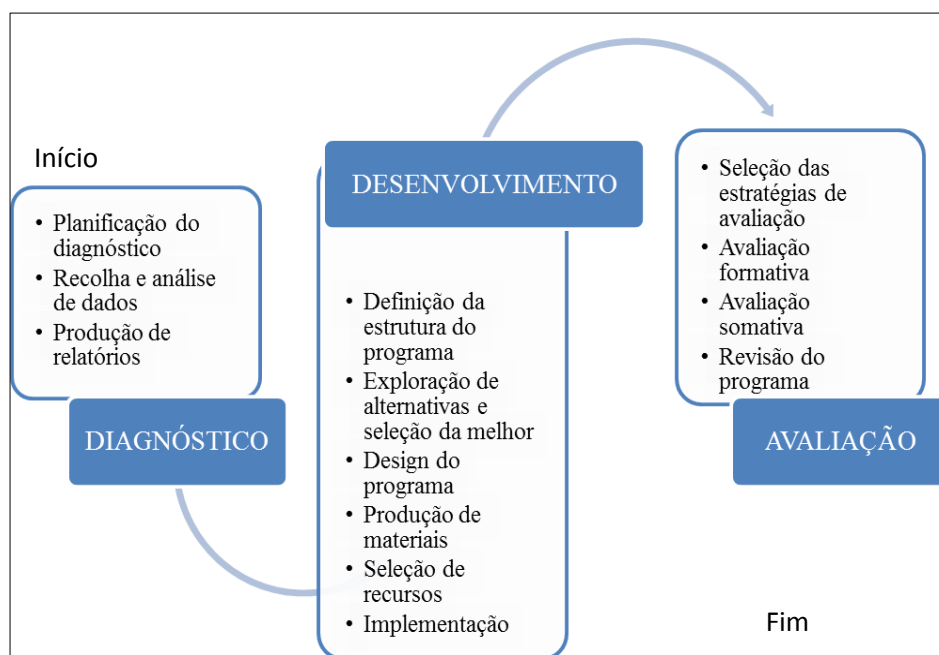 Início
• Planificação do
diagnóstico
• Recolha e análise
de dados
• Produção de
relatórios
DIAGNÓSTICO
DESENVOLVIMENTO
• Definição da
estrutura do
programa
• Exploração de
alternativas e
seleção da melhor
• Design do
programa
• Produção de
materiais
• Seleção de
recursos
• Implementação
• Seleção das
estratégias de
avaliação
• Avaliação
formativa
• Avaliação
somativa
• Revisão do
programa
AVALIAÇÃO
Fim